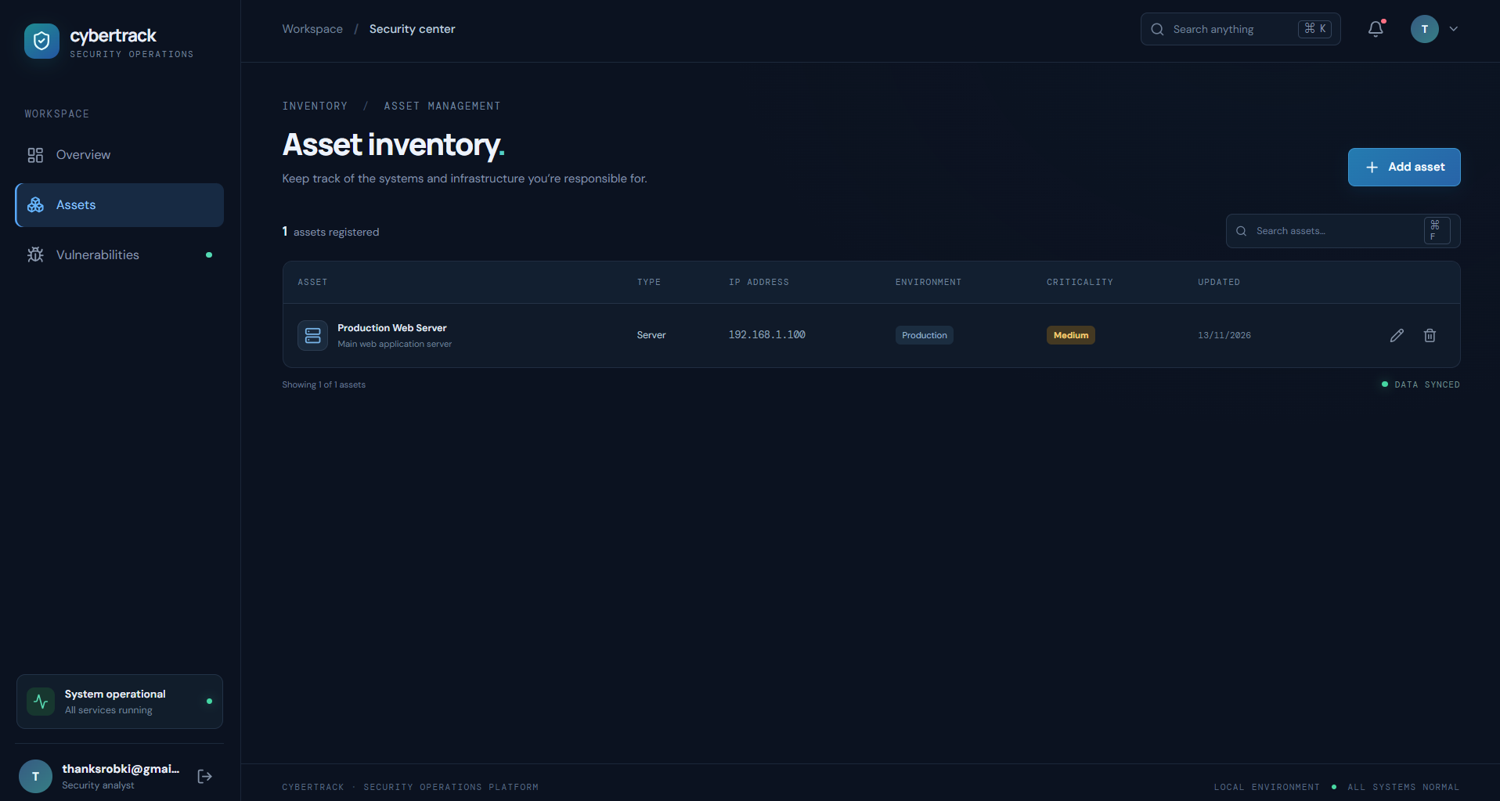 cybertrack
SECURITY OPERATIONS
WORKSPACE
Overview
Assets
Vulnerabilities
System operational
All services running
T
thanksrobki@gmai...
Security analyst
Workspace / Security center
Search anything ⌘ K
T
INVENTORY / ASSET MANAGEMENT
Asset inventory.
Keep track of the systems and infrastructure you're responsible for.
Add asset
1 assets registered
Search assets...
⌘
F
ASSET TYPE IP ADDRESS ENVIRONMENT CRITICALITY UPDATED
Production Web Server
Main web application server
Server 192.168.1.100 Production Medium 13/11/2026
Showing 1 of 1 assets
DATA SYNCED
CYBERTRACK · SECURITY OPERATIONS PLATFORM
LOCAL ENVIRONMENT ALL SYSTEMS NORMAL